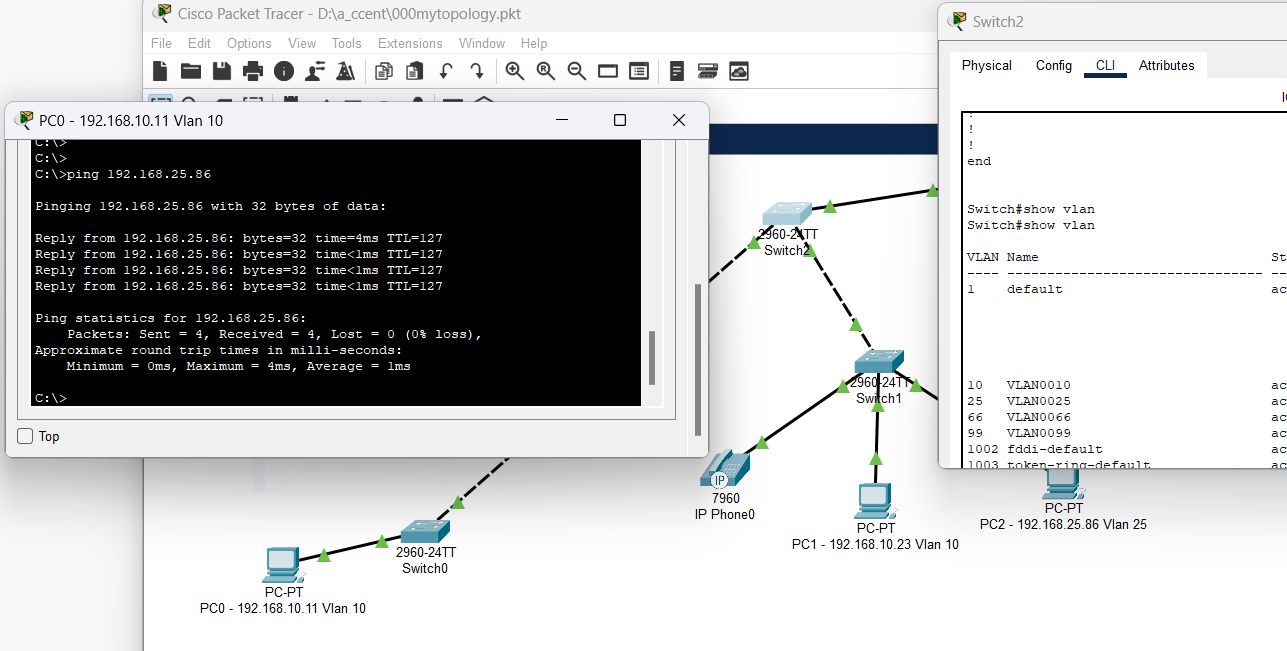 Cisco Packet Tracer - D:\a_ccent\000mytopology.pkt
File Edit Options View Tools Extensions Window Help
PC0 - 192.168.10.11 Vlan 10
C:\>
C:\>
C:\>ping 192.168.25.86
Pinging 192.168.25.86 with 32 bytes of data:
Reply from 192.168.25.86: bytes=32 time=4ms TTL=127
Reply from 192.168.25.86: bytes=32 time<1ms TTL=127
Reply from 192.168.25.86: bytes=32 time<1ms TTL=127
Reply from 192.168.25.86: bytes=32 time<1ms TTL=127
Ping statistics for 192.168.25.86:
Packets: Sent = 4, Received = 4, Lost = 0 (0% loss),
Approximate round trip times in milli-seconds:
Minimum = 0ms, Maximum = 4ms, Average = 1ms
C:\>
Top
Switch2
Physical Config CLI Attributes
!
!
!
end
Switch#show vlan
Switch#show vlan
VLAN Name St
---- -------------------------------- --
1 default ac
10 VLAN0010 ac
25 VLAN0025 ac
66 VLAN0066 ac
99 VLAN0099 ac
1002 fddi-default ac
1003 token-ring-default ac
2960-24TT
Switch2
2960-24TT
Switch1
IP
7960
IP Phone0
PC-PT
PC1 - 192.168.10.23 Vlan 10
PC-PT
PC2 - 192.168.25.86 Vlan 25
2960-24TT
Switch0
PC-PT
PC0 - 192.168.10.11 Vlan 10